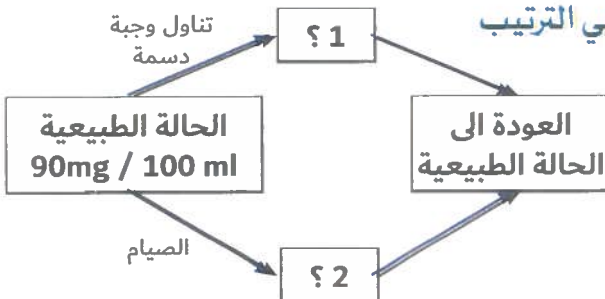 ي الترتيب
تناول وجبة
دسمة
1 ؟
الحالة الطبيعية
90mg / 100 ml
العودة الى
الحالة الطبيعية
الصيام
2 ؟